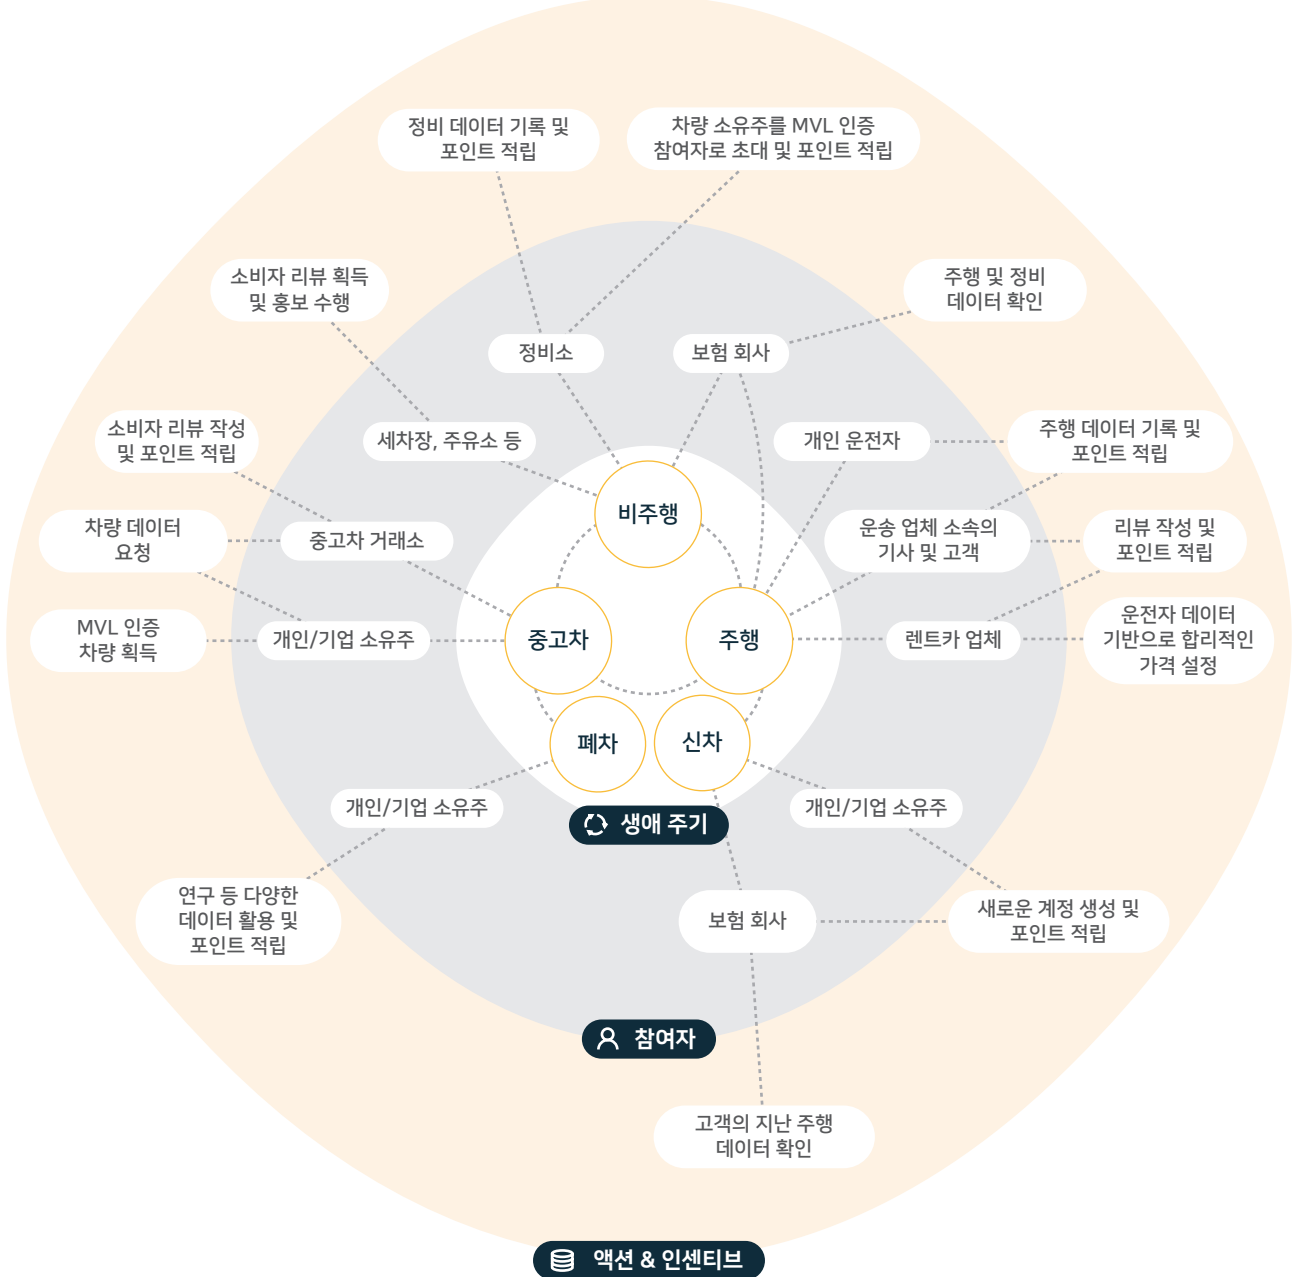 정비 데이터 기록 및
포인트 적립
차량 소유주를 MVL 인증
참여자로 초대 및 포인트 적립
소비자 리뷰 획득
및 홍보 수행
주행 및 정비
데이터 확인
정비소
보험 회사
소비자 리뷰 작성
및 포인트 적립
세차장, 주유소 등
개인 운전자
주행 데이터 기록 및
포인트 적립
비주행
차량 데이터
요청
중고차 거래소
운송 업체 소속의
기사 및 고객
리뷰 작성 및
포인트 적립
MVL 인증
차량 획득
개인/기업 소유주
중고차
주행
렌트카 업체
운전자 데이터
기반으로 합리적인
가격 설정
폐차
신차
개인/기업 소유주
생애 주기
개인/기업 소유주
연구 등 다양한
데이터 활용 및
포인트 적립
보험 회사
새로운 계정 생성 및
포인트 적립
참여자
고객의 지난 주행
데이터 확인
액션 & 인센티브